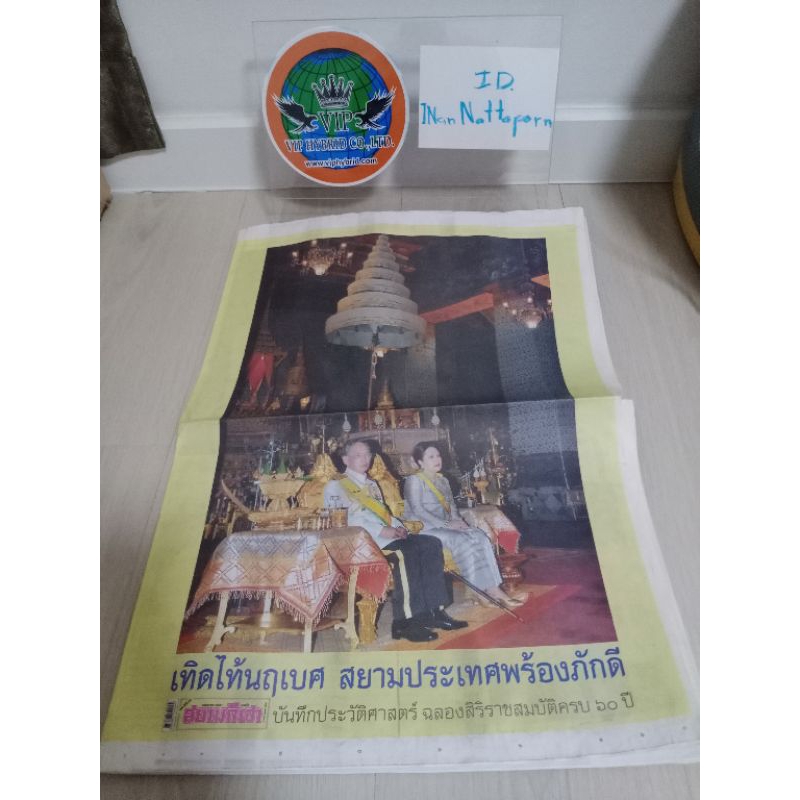 VIP
VIP HYBRID CO.,LTD.
www.viphybrid.com
ID.
INan Nattaporn
เทิดไท้นฤเบศ สยามประเทศพร้องภักดี
สยามกีฬา บันทึกประวัติศาสตร์ ฉลองสิริราชสมบัติครบ ๖๐ ปี